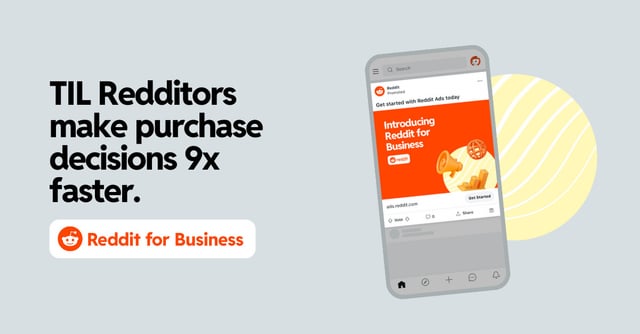 TIL Redditors
make purchase
decisions 9x
faster.
Reddit for Business
Search
Reddit
Promoted
Get started with Reddit Ads today
Introducing
Reddit for
Business
reddit
ads.reddit.com
Get Started
Vote
0
Share